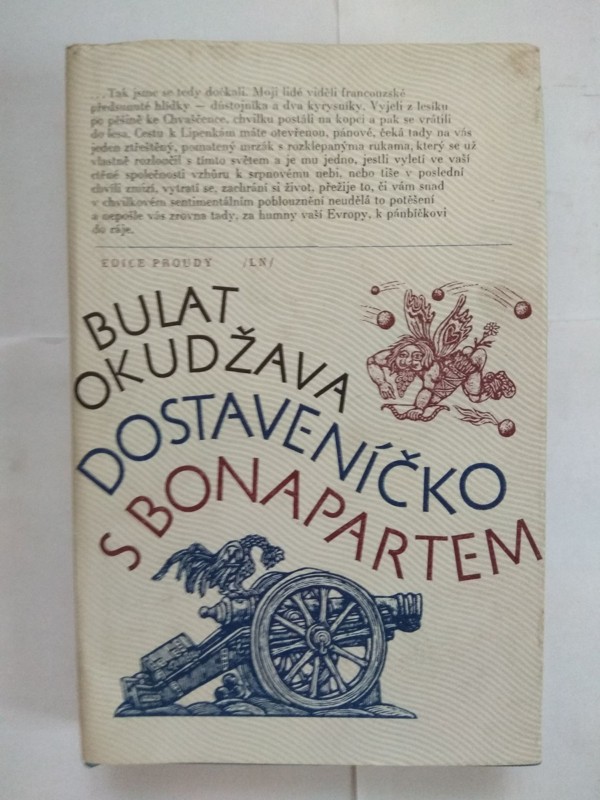 ...Tak jsme se tedy dočkali. Moji lidé viděli francouzské
předsunuté hlídky — důstojníka a dva kyrysníky. Vyjeli z lesíku
po pěšině ke Chvaščence, chvilku postáli na kopci a pak se vrátili
do lesa. Cestu k Lipenkám máte otevřenou, pánové, čeká tady na vás
jeden ztřeštěný, pomatený mrzák s rozklepanýma rukama, který se už
vlastně rozloučil s tímto světem a je mu jedno, jestli vyletí ve vaší
ctěné společnosti vzhůru k srpnovému nebi, nebo tiše v poslední
chvíli zmizí, vytratí se, zachrání si život, přežije to, či vám snad
v chvilkovém sentimentálním poblouznění neudělá to potěšení
a nepošle vás zrovna tady, za humny vaší Evropy, k pánbíčkovi
do ráje.
EDICE PROUDY /LN/
BULAT
OKUDŽAVA
DOSTAVENÍČKO
S BONAPARTEM